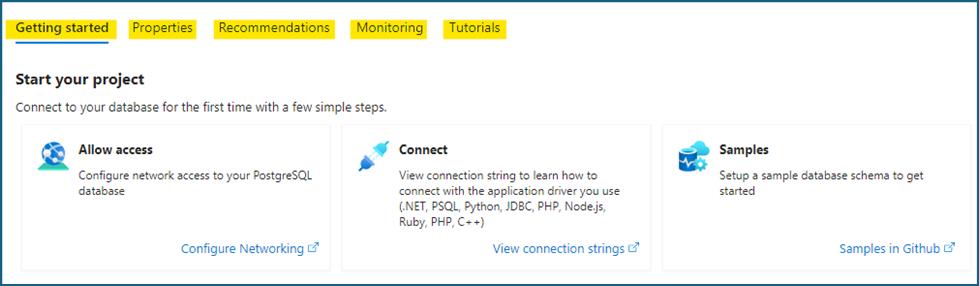 Getting started Properties Recommendations Monitoring Tutorials
Start your project
Connect to your database for the first time with a few simple steps.
Allow access
Configure network access to your PostgreSQL
database
Configure Networking
Connect
View connection string to learn how to
connect with the application driver you use
(.NET, PSQL, Python, JDBC, PHP, Node.js,
Ruby, PHP, C++)
View connection strings
Samples
Setup a sample database schema to get
started
Samples in Github